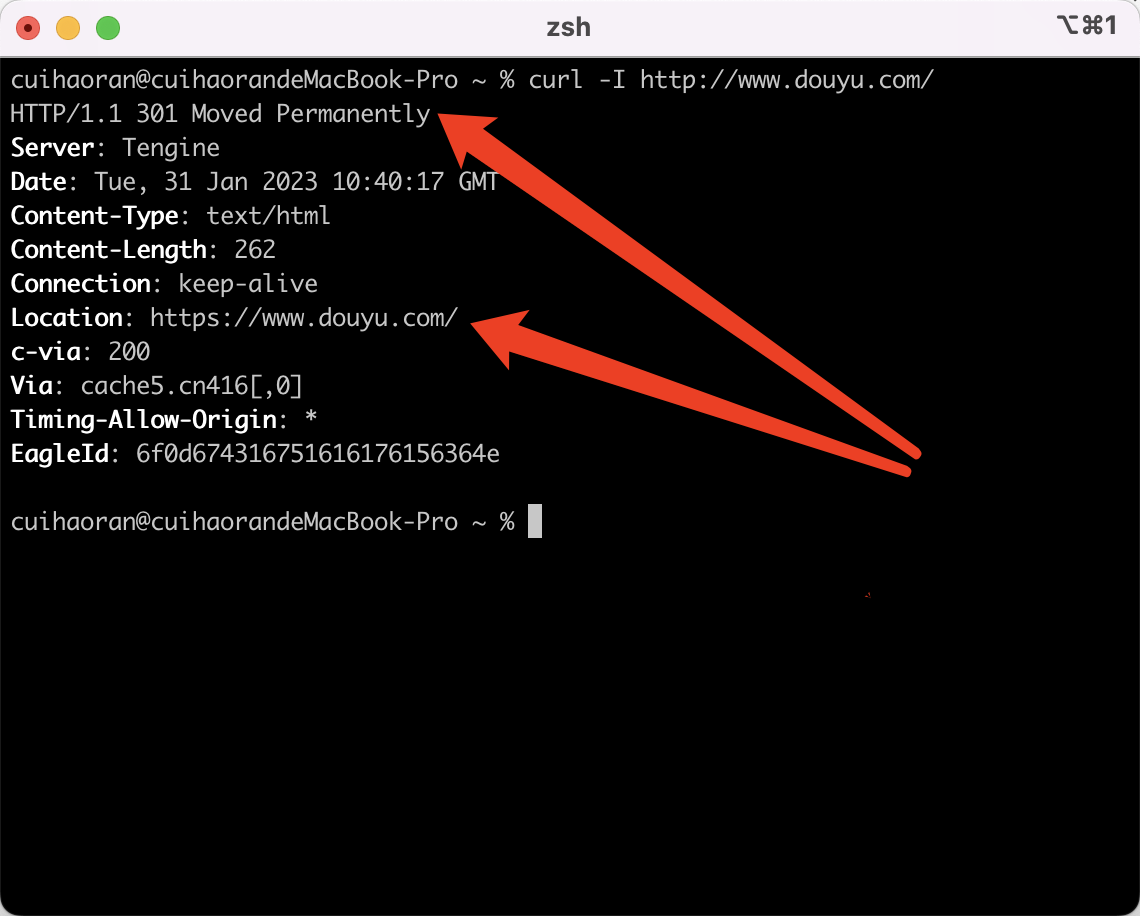 zsh
⌥⌘1
cuihaoran@cuihaorandeMacBook-Pro ~ % curl -I http://www.douyu.com/
HTTP/1.1 301 Moved Permanently
Server: Tengine
Date: Tue, 31 Jan 2023 10:40:17 GMT
Content-Type: text/html
Content-Length: 262
Connection: keep-alive
Location: https://www.douyu.com/
c-via: 200
Via: cache5.cn416[,0]
Timing-Allow-Origin: *
EagleId: 6f0d674316751616176156364e
cuihaoran@cuihaorandeMacBook-Pro ~ %